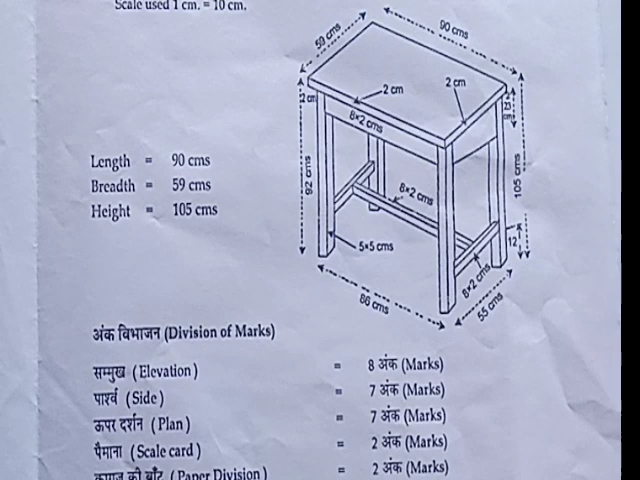 Scale used 1 cm. = 10 cm.
59 cms
90 cms
2 cm
2 cm
2 cm
8×2 cms
23 cm
Length = 90 cms
Breadth = 59 cms
Height = 105 cms
92 cms
105 cms
8×2 cms
5×5 cms
12
8×2 cms
86 cms
55 cms
अंक विभाजन (Division of Marks)
सम्मुख (Elevation) = 8 अंक (Marks)
पार्श्व (Side) = 7 अंक (Marks)
ऊपर दर्शन (Plan) = 7 अंक (Marks)
पैमाना (Scale card) = 2 अंक (Marks)
कागज की बाँट (Paper Division) = 2 अंक (Marks)